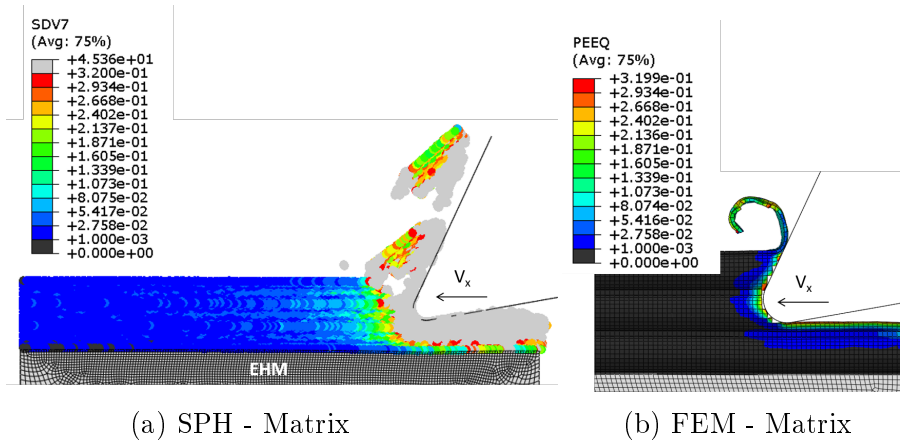 SDV7
(Avg: 75%)
+4.536e+01
+3.200e-01
+2.934e-01
+2.668e-01
+2.402e-01
+2.137e-01
+1.871e-01
+1.605e-01
+1.339e-01
+1.073e-01
+8.075e-02
+5.417e-02
+2.758e-02
+1.000e-03
+0.000e+00
Vx
EHM
(a) SPH - Matrix
PEEQ
(Avg: 75%)
+3.199e-01
+2.934e-01
+2.668e-01
+2.402e-01
+2.136e-01
+1.871e-01
+1.605e-01
+1.339e-01
+1.073e-01
+8.074e-02
+5.416e-02
+2.758e-02
+1.000e-03
+0.000e+00
Vx
(b) FEM - Matrix